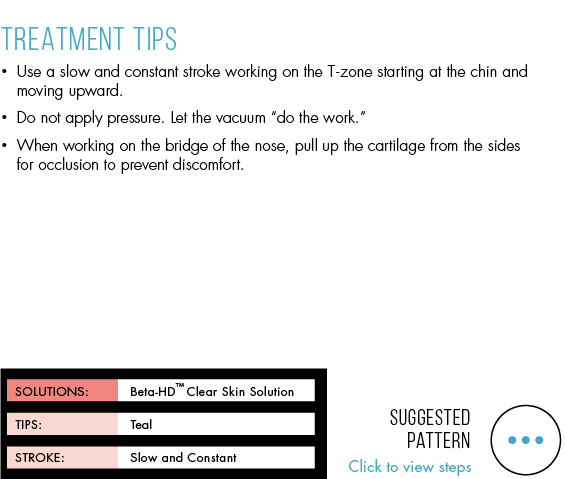 TREATMENT TIPS
• Use a slow and constant stroke working on the T-zone starting at the chin and
moving upward.
• Do not apply pressure. Let the vacuum “do the work.”
• When working on the bridge of the nose, pull up the cartilage from the sides
for occlusion to prevent discomfort.
SOLUTIONS: Beta-HD™ Clear Skin Solution
TIPS: Teal
STROKE: Slow and Constant
SUGGESTED
PATTERN
Click to view steps